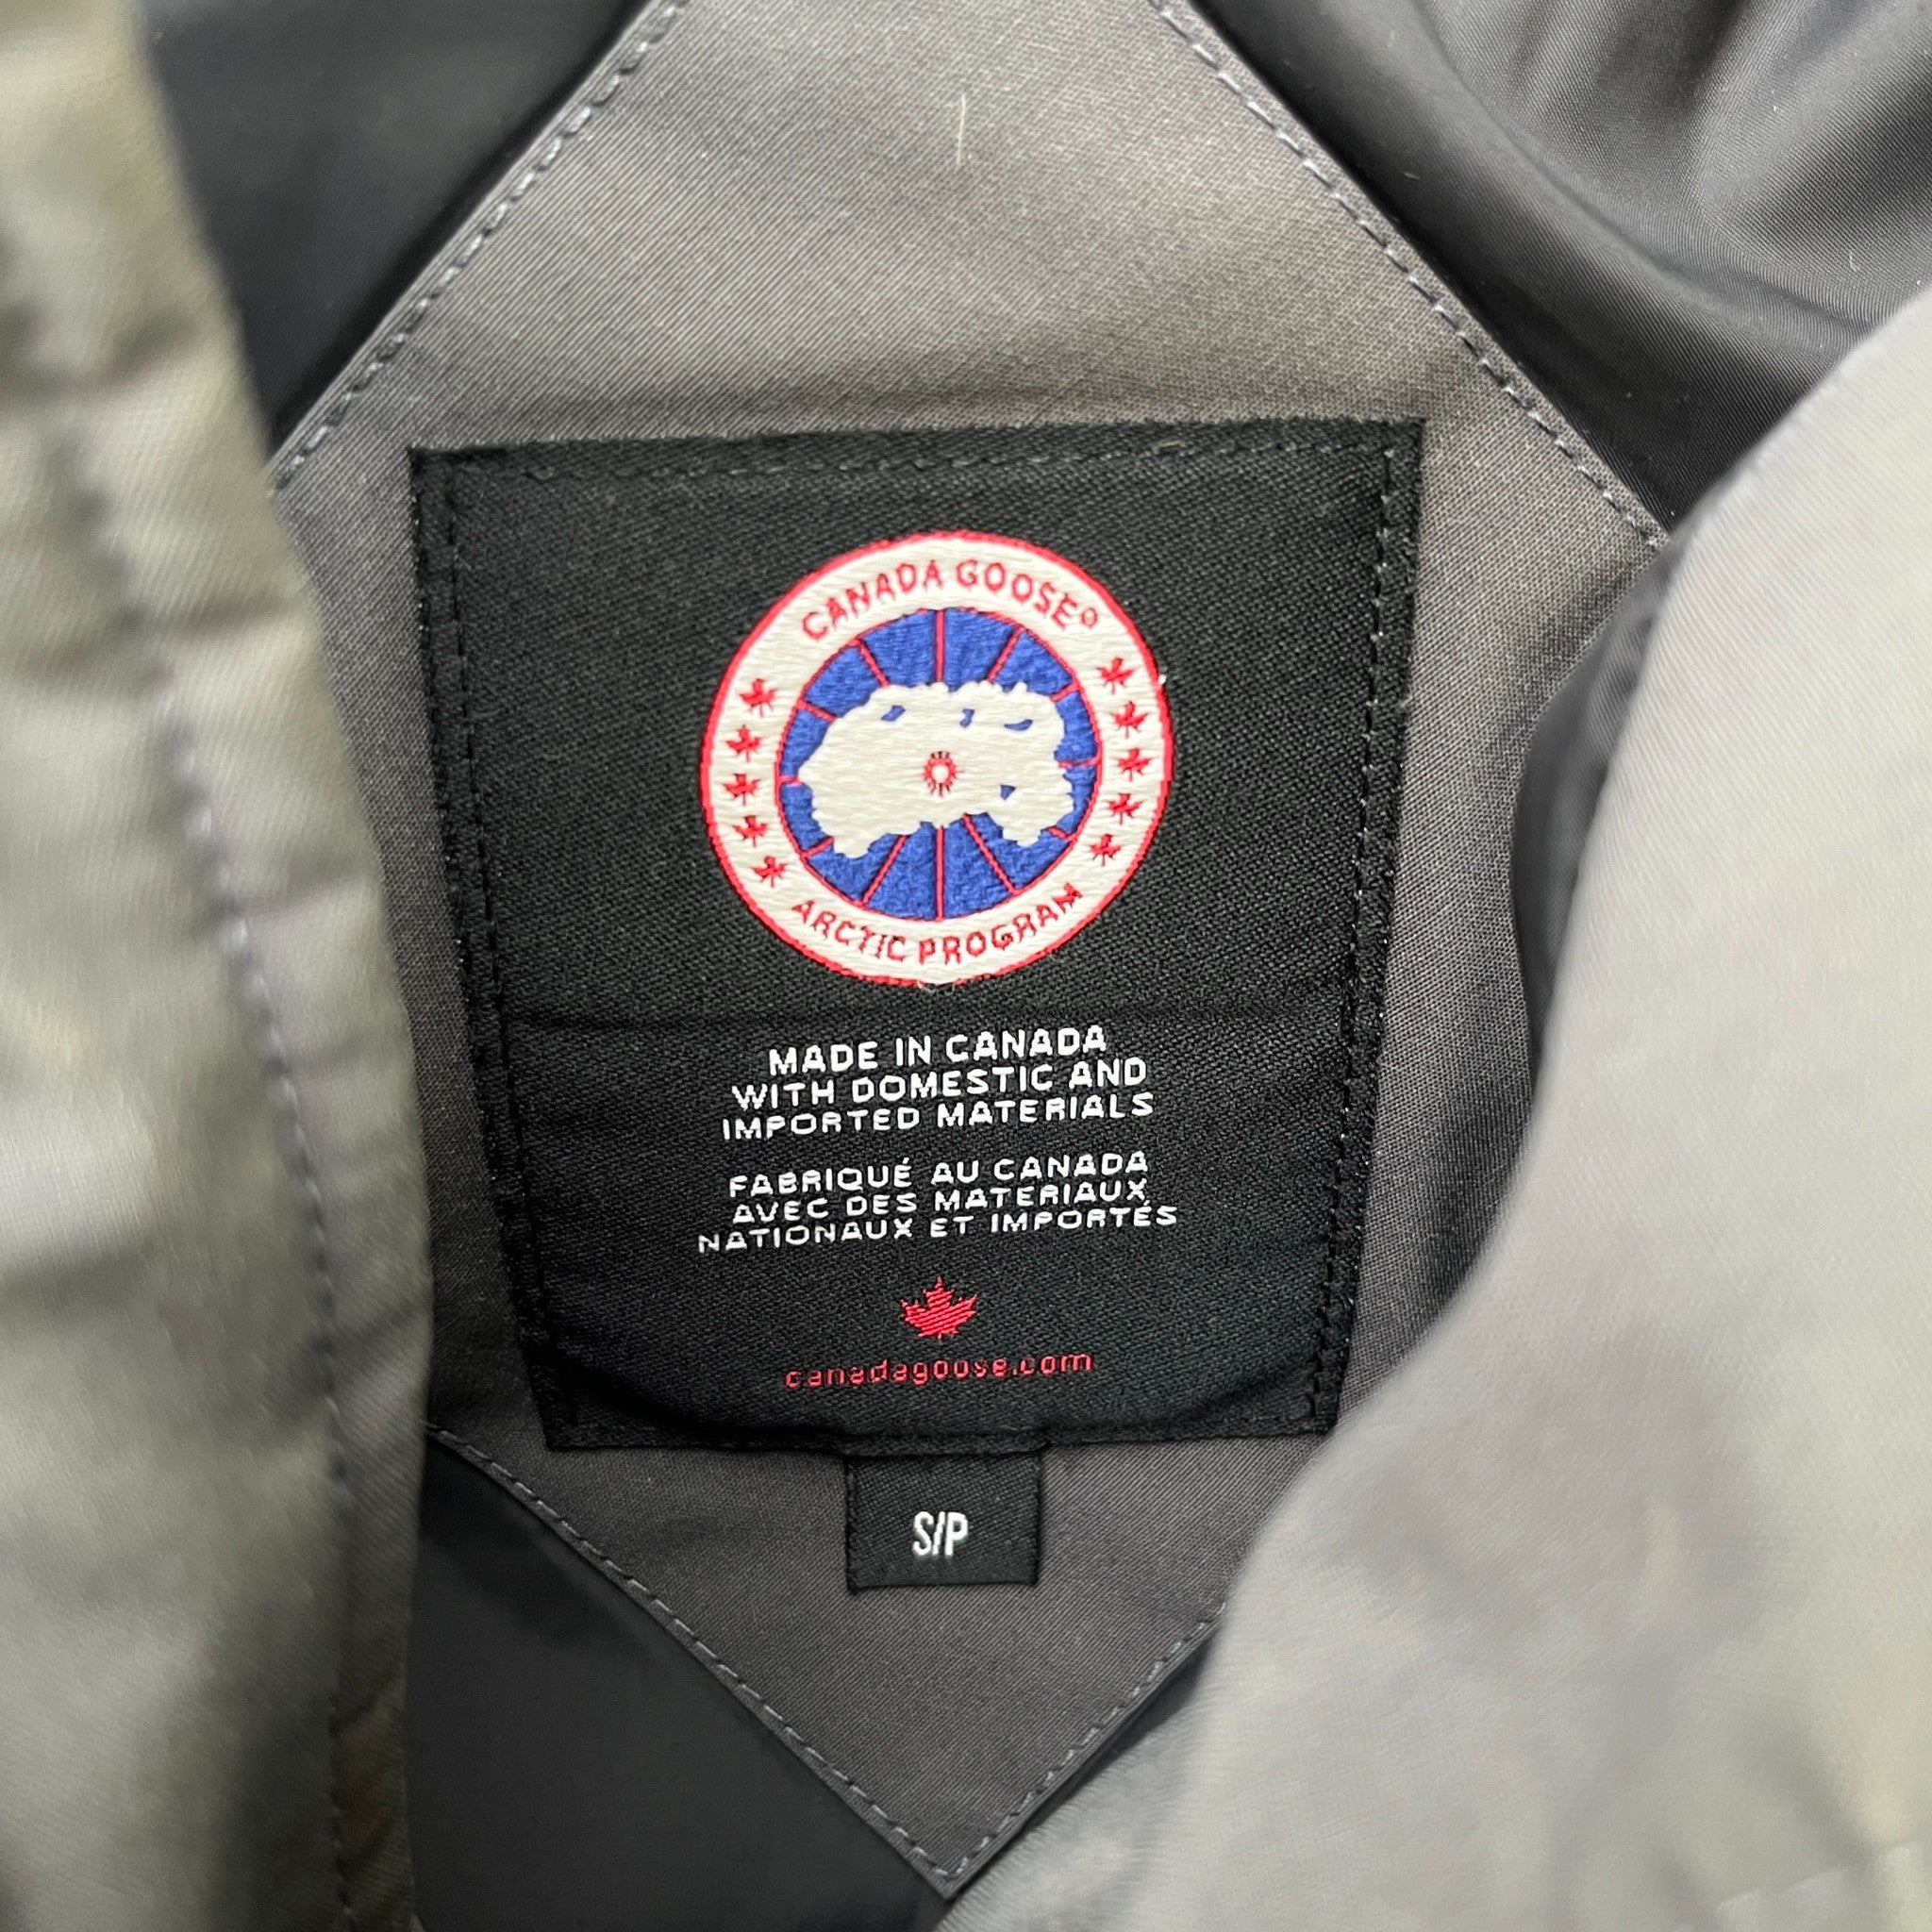 CANADA GOOSE®
ARCTIC PROGRAM
MADE IN CANADA
WITH DOMESTIC AND
IMPORTED MATERIALS
FABRIQUÉ AU CANADA
AVEC DES MATERIAUX
NATIONAUX ET IMPORTÉS
canadagoose.com
S/P